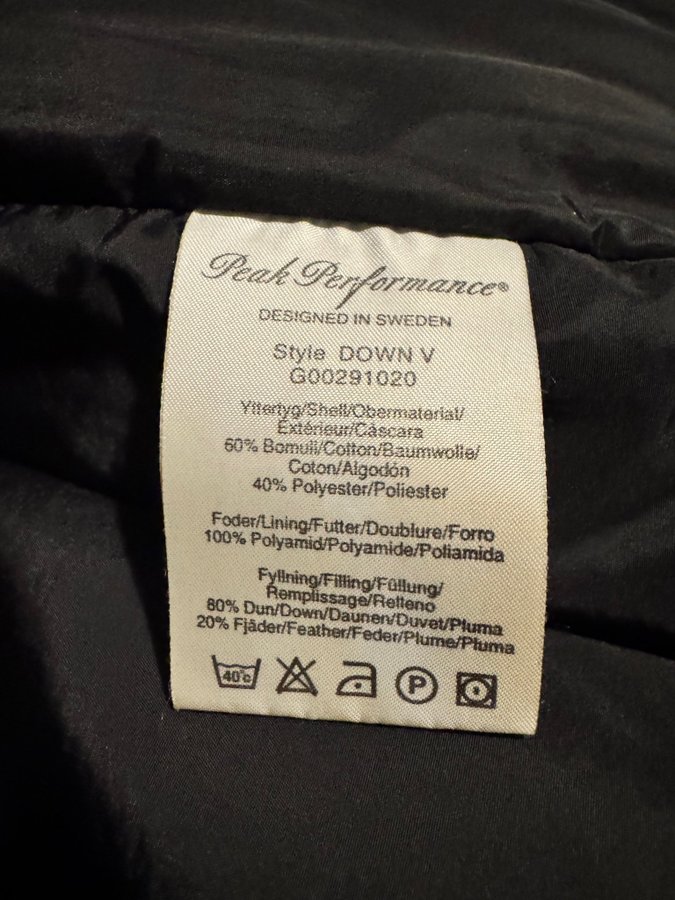 Peak Performance®
DESIGNED IN SWEDEN
Style DOWN V
G00291020
Yttertyg/Shell/Obermaterial/
Extérieur/Cáscara
60% Bomull/Cotton/Baumwolle/
Coton/Algodón
40% Polyester/Poliester
Foder/Lining/Futter/Doublure/Forro
100% Polyamid/Polyamide/Poliamida
Fyllning/Filling/Füllung/
Remplissage/Relleno
80% Dun/Down/Daunen/Duvet/Pluma
20% Fjäder/Feather/Feder/Plume/Pluma
40°c P